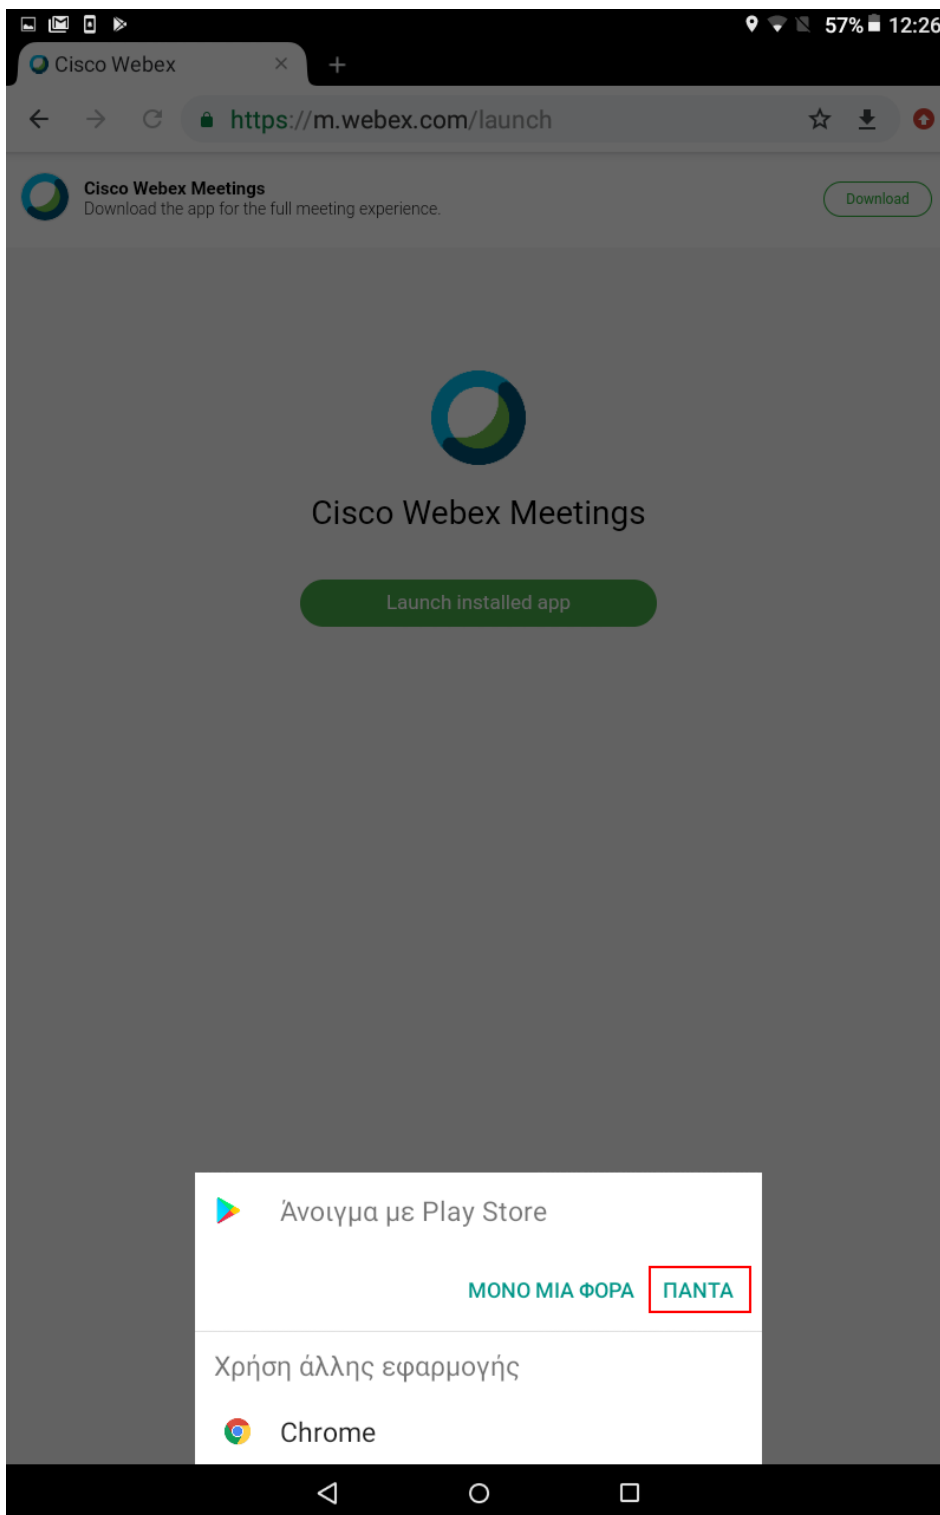 57% 12:26
Cisco Webex
https://m.webex.com/launch
Cisco Webex Meetings
Download the app for the full meeting experience.
Download
Cisco Webex Meetings
Launch installed app
Άνοιγμα με Play Store
ΜΟΝΟ ΜΙΑ ΦΟΡΑ ΠΑΝΤΑ
Χρήση άλλης εφαρμογής
Chrome